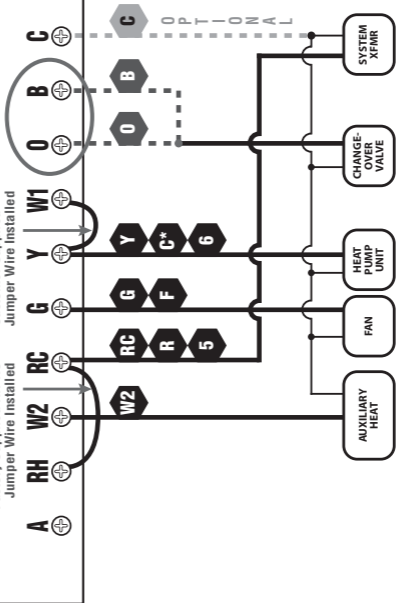 Jumper Wire Installed
Jumper Wire Installed
A
RH
W2
RC
G
Y
W1
O
B
C
W2
RC
R
5
G
F
Y
C*
6
O
B
C
OPTIONAL
AUXILIARY
HEAT
FAN
HEAT
PUMP
UNIT
CHANGE-
OVER
VALVE
SYSTEM
XFMR